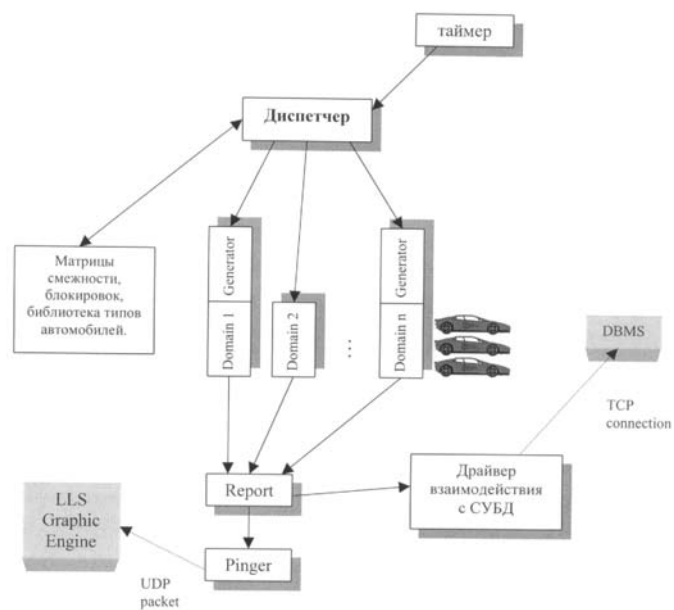 таймер
Диспетчер
Матрицы
смежности,
блокировок,
библиотека типов
автомобилей.
Generator
Domain 1
Domain 2
...
Generator
Domain n
DBMS
TCP
connection
LLS
Graphic
Engine
Report
Драйвер
взаимодействия
с СУБД
Pinger
UDP
packet